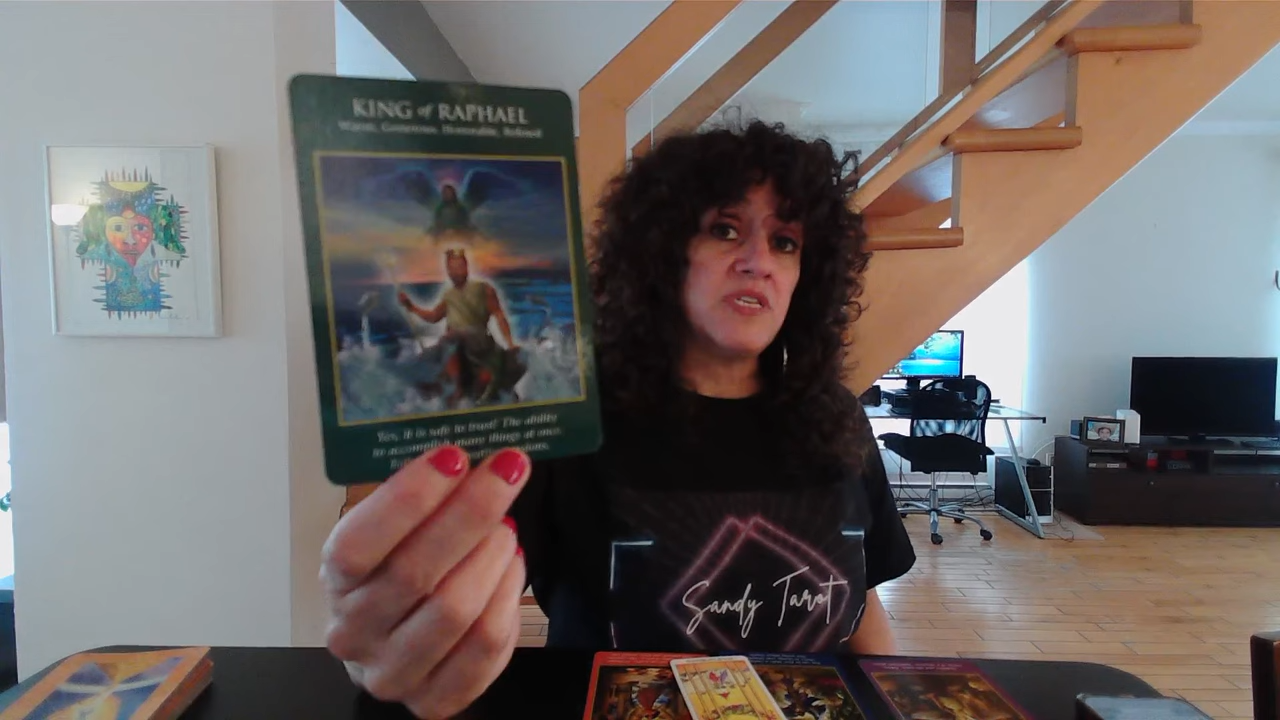 KING of RAPHAEL
Warm, Generous, Honorable, Refined
Yes, it is safe to trust! The ability
to accomplish many things at once.
Sandy Tarot